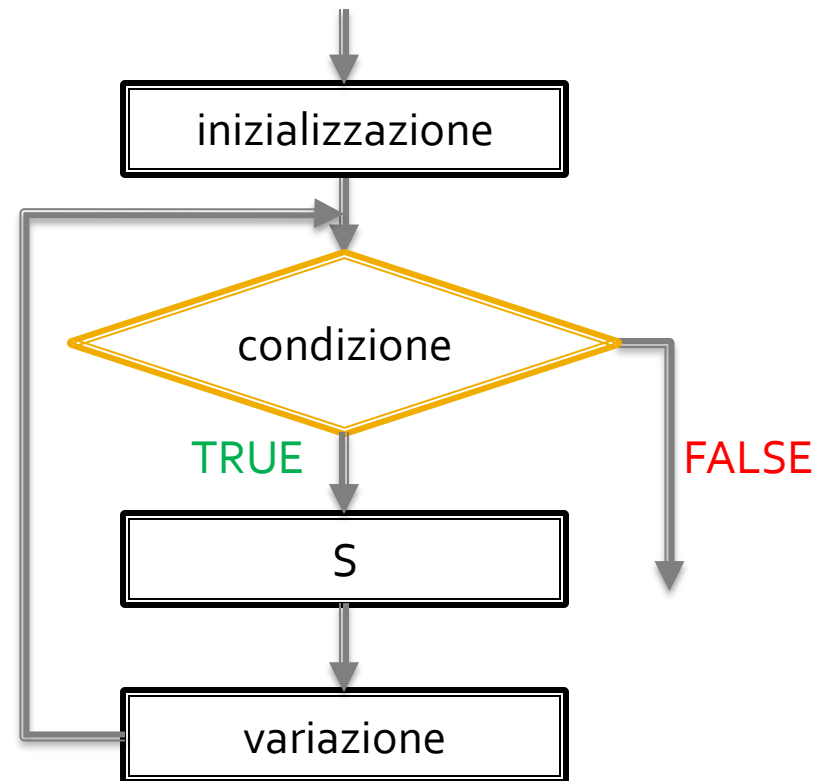 inizializzazione
condizione
TRUE
FALSE
S
variazione